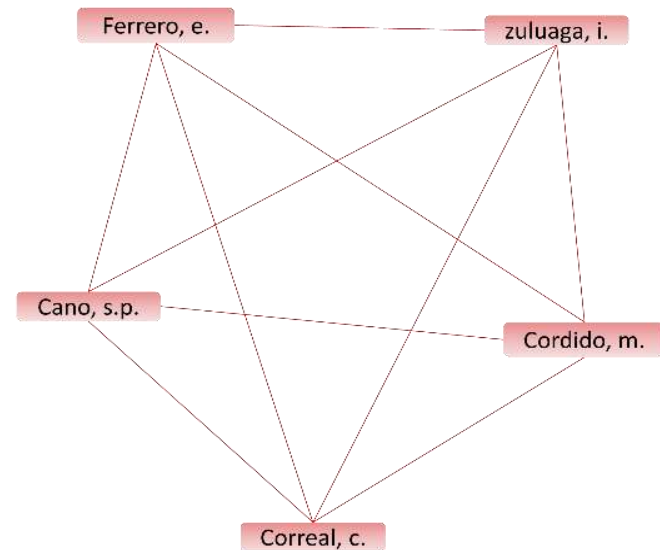 Ferrero, e.
zuluaga, i.
Cano, s.p.
Cordido, m.
Correal, c.